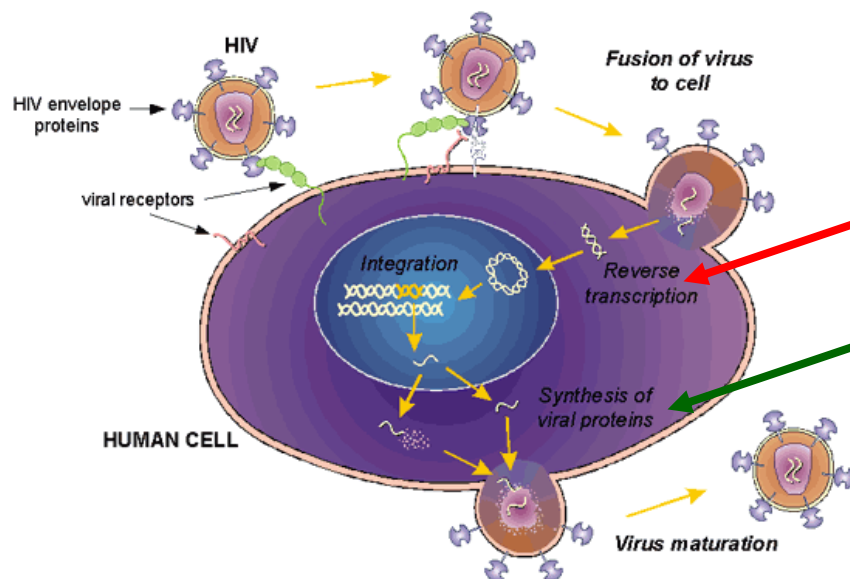 HIV
Fusion of virus
to cell
HIV envelope
proteins
viral receptors
Integration
Reverse
transcription
Synthesis of
viral proteins
HUMAN CELL
Virus maturation